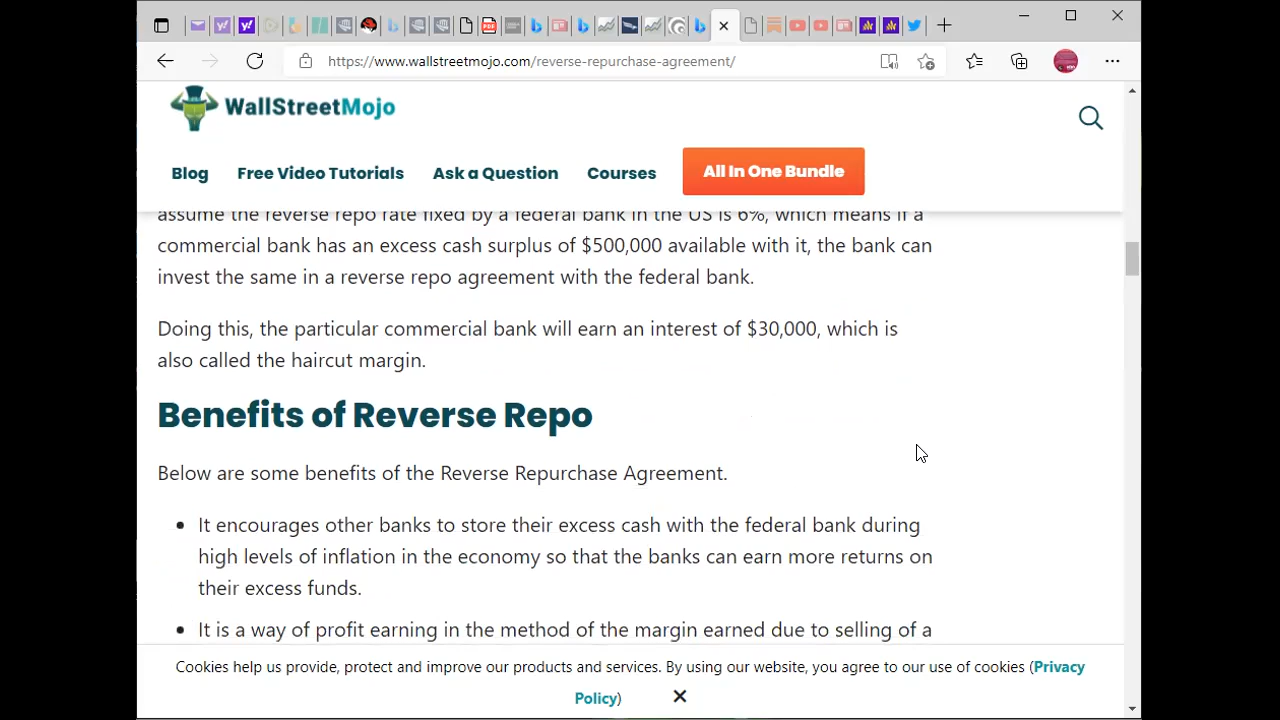 https://www.wallstreetmojo.com/reverse-repurchase-agreement/
WallStreetMojo
Blog Free Video Tutorials Ask a Question Courses All In One Bundle
assume the reverse repo rate fixed by a federal bank in the US is 6%, which means if a
commercial bank has an excess cash surplus of $500,000 available with it, the bank can
invest the same in a reverse repo agreement with the federal bank.
Doing this, the particular commercial bank will earn an interest of $30,000, which is
also called the haircut margin.
Benefits of Reverse Repo
Below are some benefits of the Reverse Repurchase Agreement.
• It encourages other banks to store their excess cash with the federal bank during
high levels of inflation in the economy so that the banks can earn more returns on
their excess funds.
• It is a way of profit earning in the method of the margin earned due to selling of a
Cookies help us provide, protect and improve our products and services. By using our website, you agree to our use of cookies (Privacy
Policy)